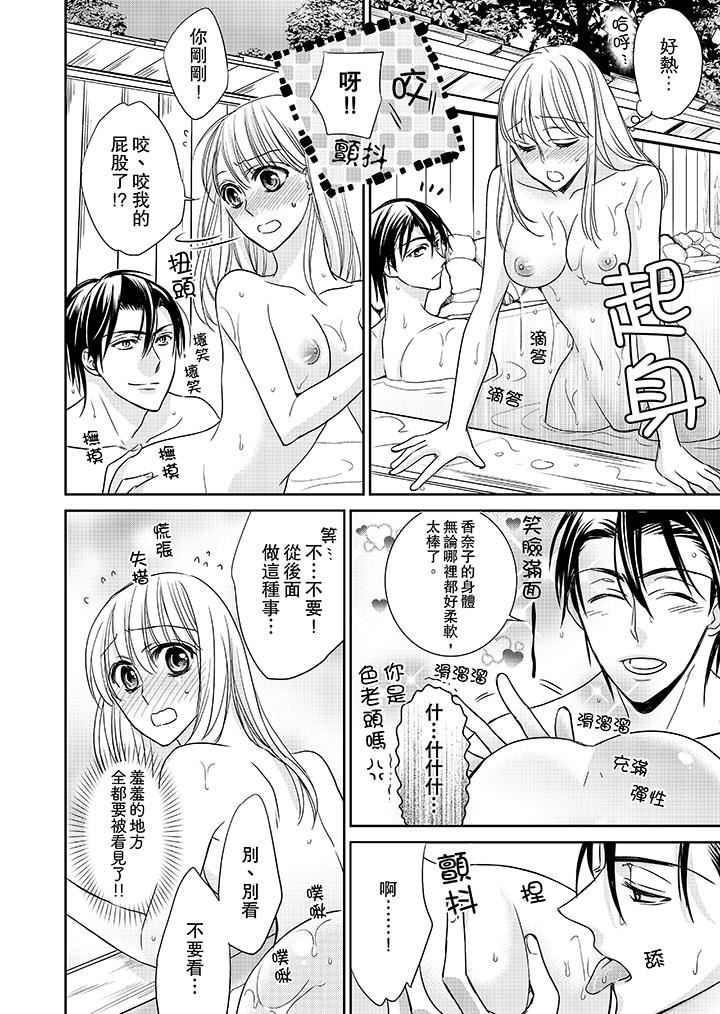 好熱…
哈呼…
起身
滴答
滴答
呀!!
咬
顫抖
你剛剛！
咬、咬我的
屁股了!?
扭頭
壞笑
壞笑
撫摸
撫摸
笑臉滿面
香奈子的身體
無論哪裡都好柔軟，
太棒了。
滑溜溜
滑溜溜
充滿
彈性
什…什什什…
你是
色老頭嗎
等…
不…不要！
從後面
做這種事…
慌張
失措
羞羞的地方
全都要被看見了!!
啊……！
顫抖
捏
舔
別、別看
不要看…
噗啾
噗啾